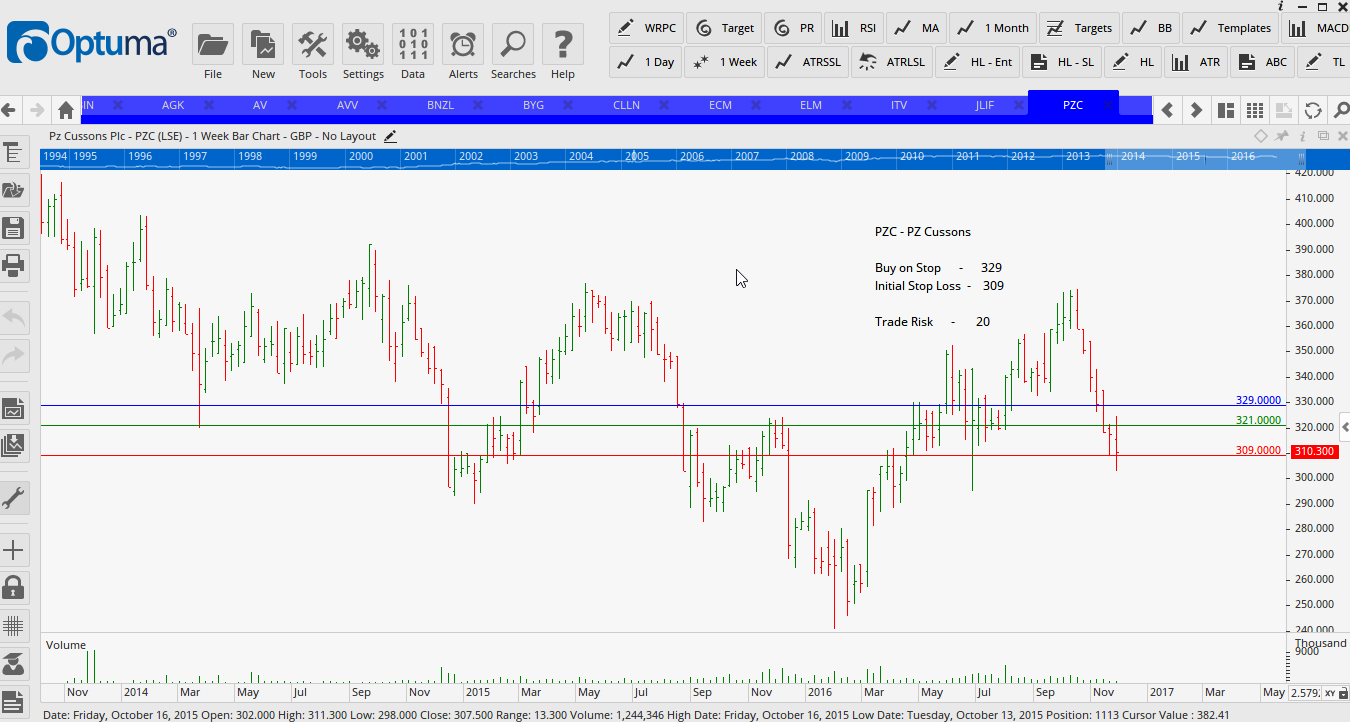 i
Optuma®
File New Tools Settings Data Alerts Searches Help
101
010
111
WRPC Target PR RSI MA 1 Month Targets BB Templates MACD
1 Day 1 Week ATRSSL ATRLSL HL - Ent HL - SL HL ATR ABC TL
IN AGK AV AVV BNZL BYG CLLN ECM ELM ITV JLIF PZC
Pz Cussons Plc - PZC (LSE) - 1 Week Bar Chart - GBP - No Layout
1994 1995 1996 1997 1998 1999 2000 2001 2002 2003 2004 2005 2006 2007 2008 2009 2010 2011 2012 2013 2014 2015 2016
420.000
410.000
400.000
390.000
380.000
370.000
360.000
350.000
340.000
330.000
320.000
310.300
300.000
290.000
280.000
270.000
260.000
250.000
240.000
PZC - PZ Cussons
Buy on Stop - 329
Initial Stop Loss - 309
Trade Risk - 20
329.0000
321.0000
309.0000
Volume
Thousand
9000
Nov 2014 Mar May Jul Sep Nov 2015 Mar May Jul Sep Nov 2016 Mar May Jul Sep Nov 2017 Mar May 2.579 XY
Date: Friday, October 16, 2015 Open: 302.000 High: 311.300 Low: 298.000 Close: 307.500 Range: 13.300 Volume: 1,244,346 High Date: Friday, October 16, 2015 Low Date: Tuesday, October 13, 2015 Position: 1113 Cursor Value : 382.41